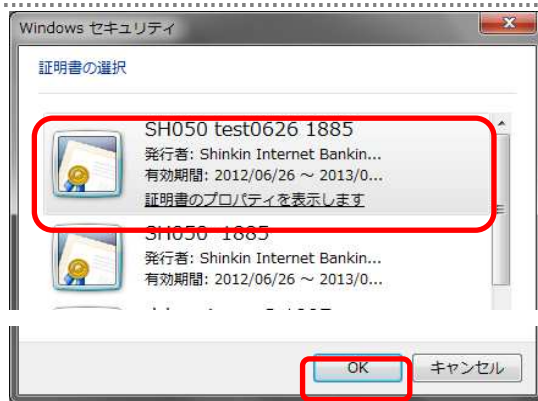 Windows セキュリティ
証明書の選択
SH050 test0626 1885
発行者: Shinkin Internet Bankin...
有効期間: 2012/06/26 ～ 2013/0...
証明書のプロパティを表示します
SH050 1885
発行者: Shinkin Internet Bankin...
有効期間: 2012/06/26 ～ 2013/0...
OK
キャンセル